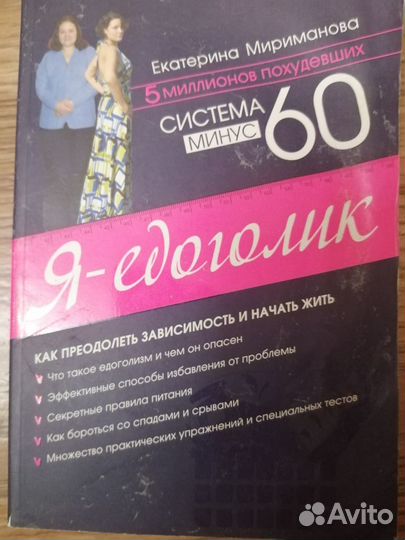 Екатерина Мириманова
5 миллионов похудевших
СИСТЕМА
МИНУС
60
Я-едоголик
КАК ПРЕОДОЛЕТЬ ЗАВИСИМОСТЬ И НАЧАТЬ ЖИТЬ
Что такое едоголизм и чем он опасен
Эффективные способы избавления от проблемы
Секретные правила питания
Как бороться со спадами и срывами
Множество практических упражнений и специальных тестов
Avito